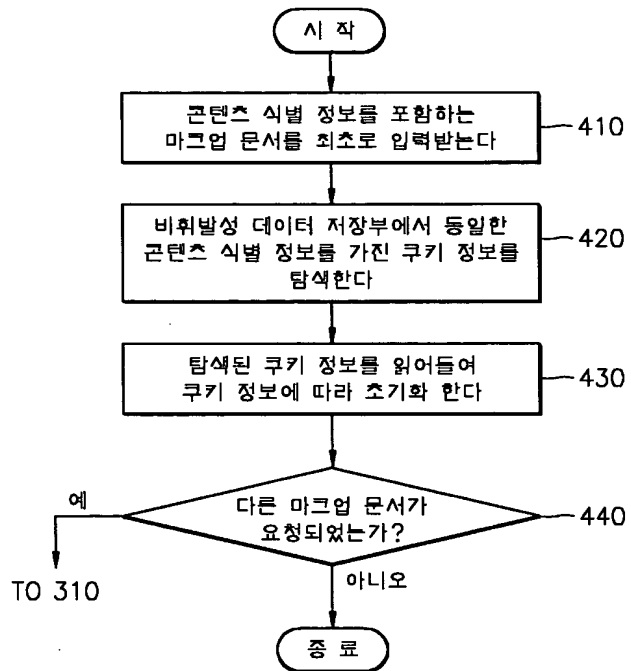 시 작
콘텐츠 식별 정보를 포함하는
마크업 문서를 최초로 입력받는다
410
비휘발성 데이터 저장부에서 동일한
콘텐츠 식별 정보를 가진 쿠키 정보를
탐색한다
420
탐색된 쿠키 정보를 읽어들여
쿠키 정보에 따라 초기화 한다
430
다른 마크업 문서가
요청되었는가?
440
예
TO 310
아니오
종 료